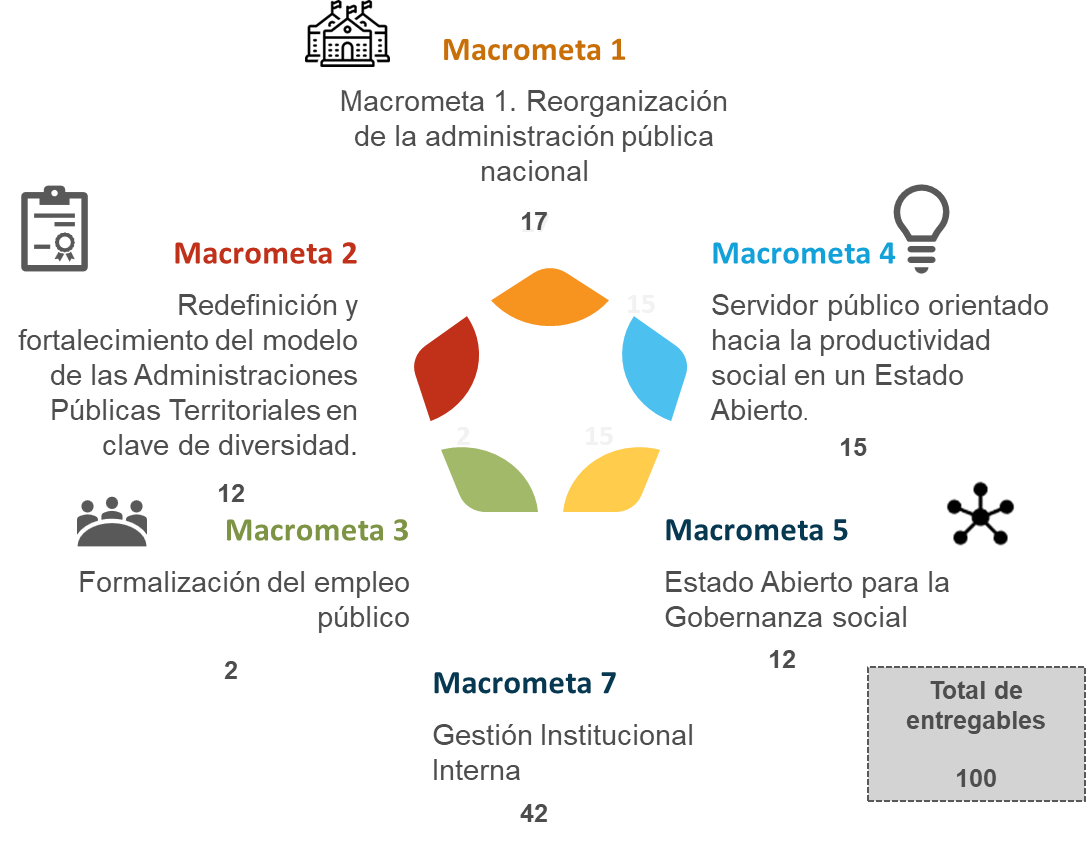 Macrometa 1
Macrometa 1. Reorganización
de la administración pública
nacional
17
Macrometa 2
Redefinición y
fortalecimiento del modelo
de las Administraciones
Públicas Territoriales en
clave de diversidad.
12
Macrometa 4
Servidor público orientado
hacia la productividad
social en un Estado
Abierto.
15
15
2
15
Macrometa 3
Formalización del empleo
público
2
Macrometa 5
Estado Abierto para la
Gobernanza social
12
Macrometa 7
Gestión Institucional
Interna
42
Total de
entregables
100